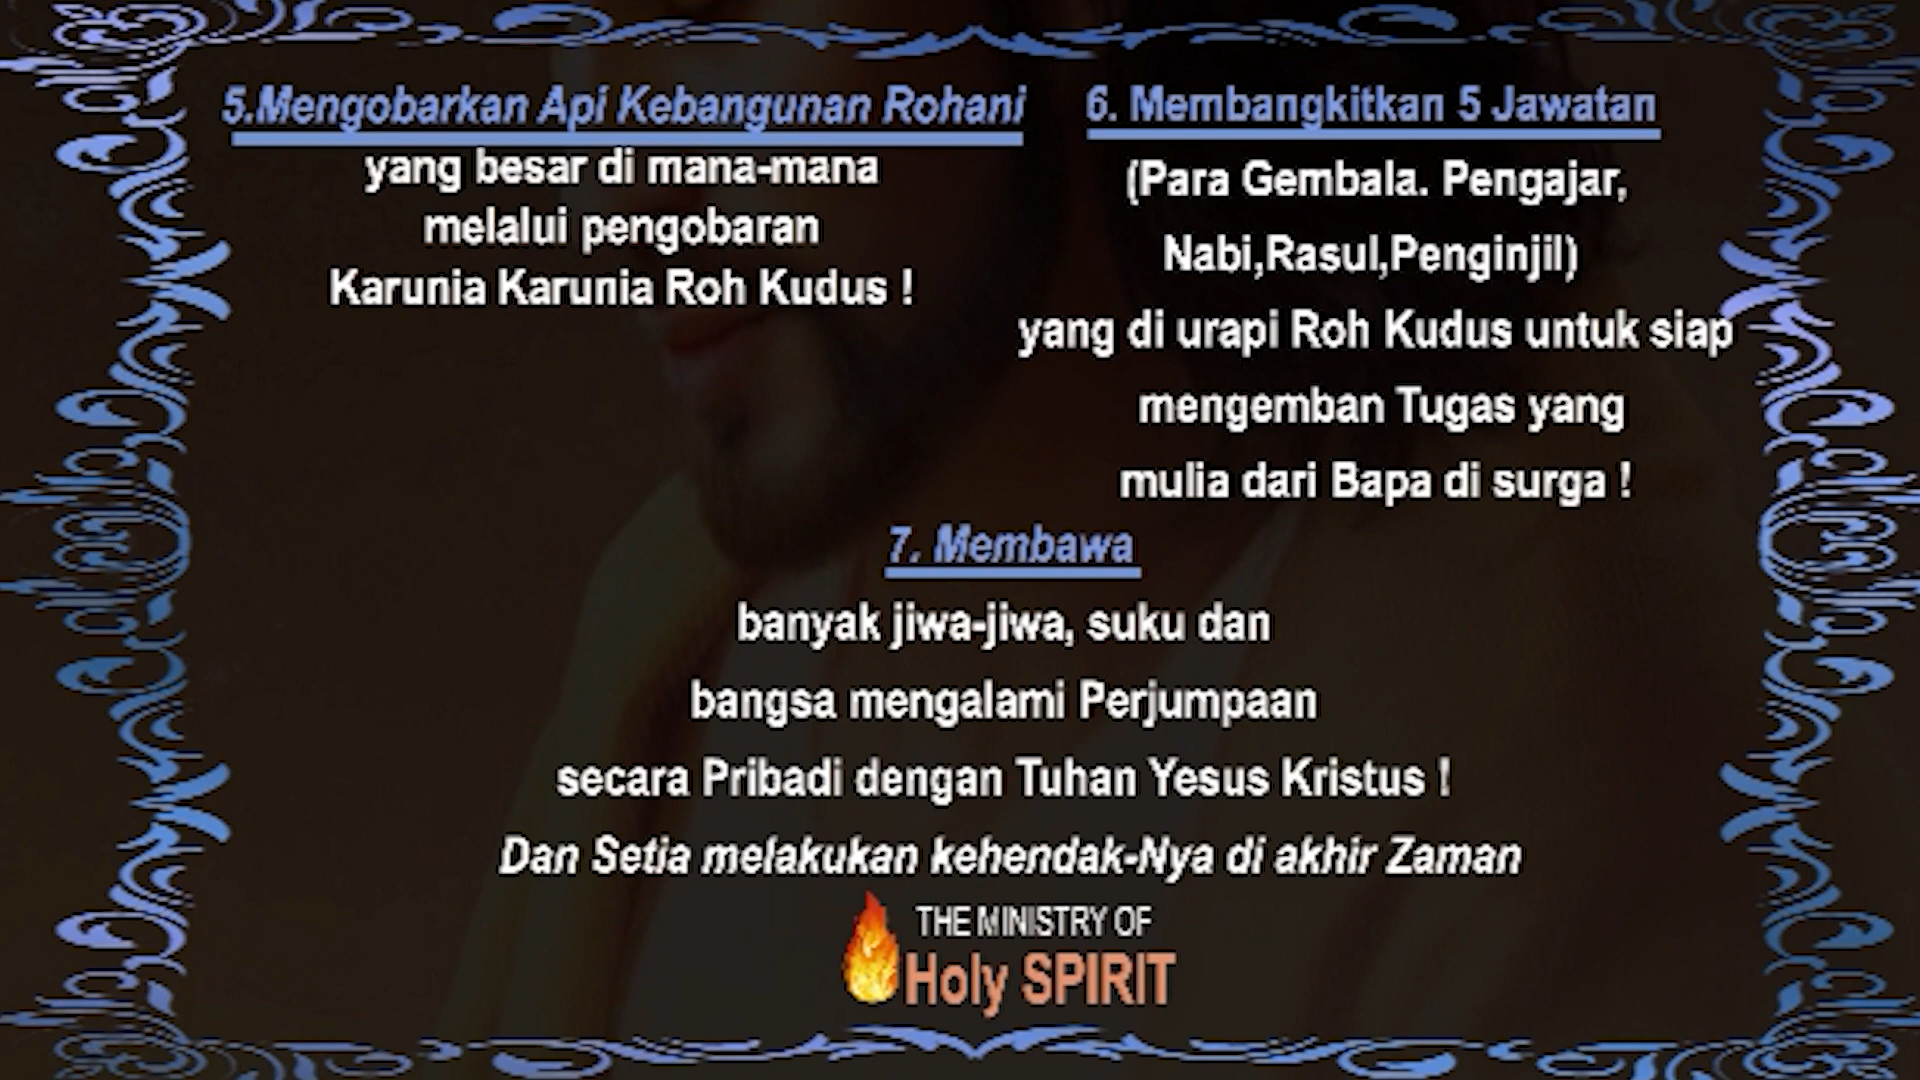 5.Mengobarkan Api Kebangunan Rohani
yang besar di mana-mana
melalui pengobaran
Karunia Karunia Roh Kudus !
6. Membangkitkan 5 Jawatan
(Para Gembala. Pengajar,
Nabi,Rasul,Penginjil)
yang di urapi Roh Kudus untuk siap
mengemban Tugas yang
mulia dari Bapa di surga !
7. Membawa
banyak jiwa-jiwa, suku dan
bangsa mengalami Perjumpaan
secara Pribadi dengan Tuhan Yesus Kristus !
Dan Setia melakukan kehendak-Nya di akhir Zaman
THE MINISTRY OF
Holy SPIRIT